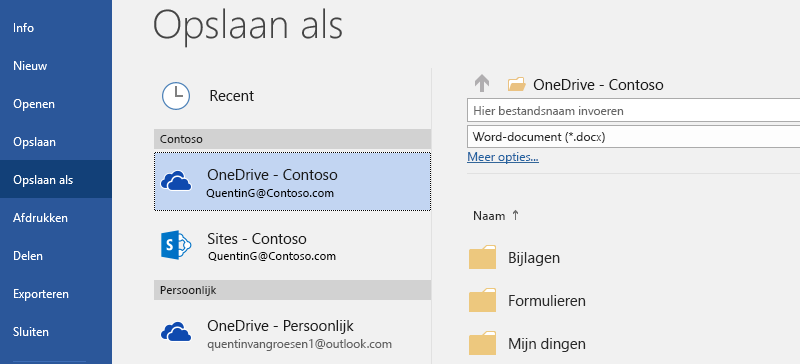 Info
Nieuw
Openen
Opslaan
Opslaan als
Afdrukken
Delen
Exporteren
Sluiten
Opslaan als
Recent
Contoso
OneDrive - Contoso
QuentinG@Contoso.com
Sites - Contoso
QuentinG@Contoso.com
Persoonlijk
OneDrive - Persoonlijk
quentinvangroesen1@outlook.com
OneDrive - Contoso
Hier bestandsnaam invoeren
Word-document (*.docx)
Meer opties...
Naam ↑
Bijlagen
Formulieren
Mijn dingen